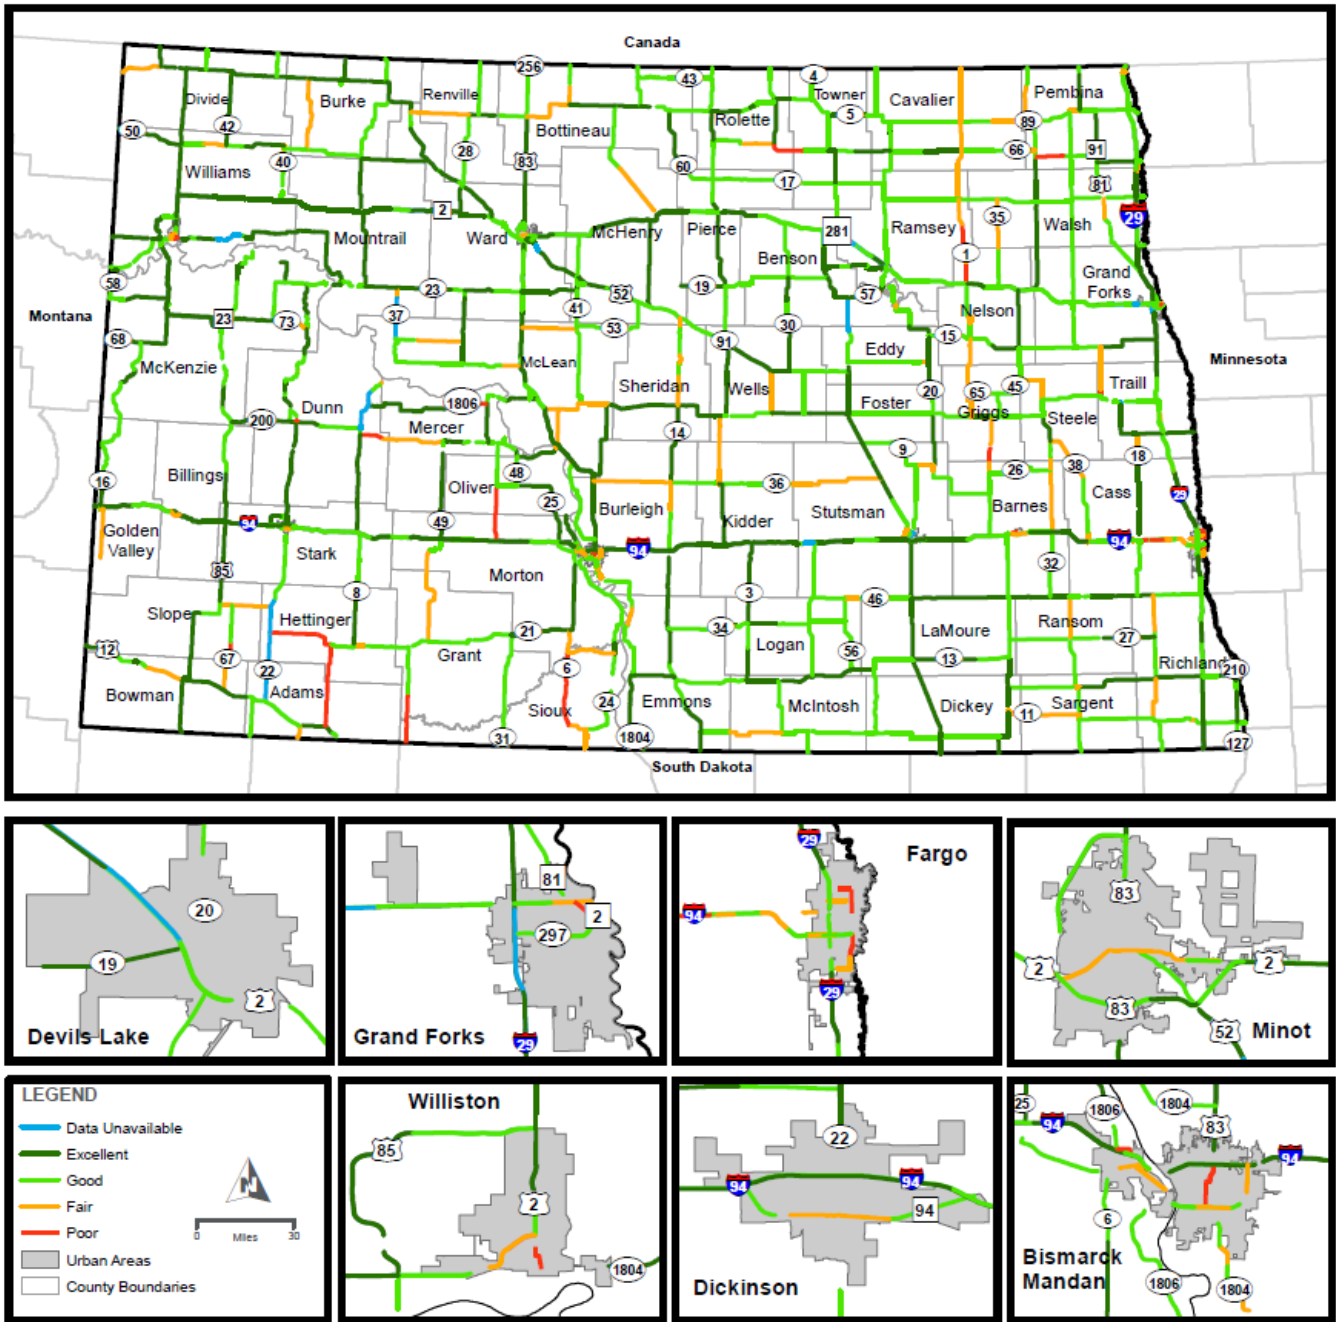 Canada
256
43
4
Divide
Burke
Renville
Towner
Cavalier
Pembina
50
42
Bottineau
Rolette
5
89
40
28
83
60
66
91
Williams
17
81
2
35
29
Mountrail
Ward
McHenry
Pierce
281
Ramsey
Walsh
Benson
1
58
23
52
19
57
Grand
Forks
Montana
23
73
37
41
53
30
Nelson
68
McKenzie
McLean
91
15
Eddy
Minnesota
Sheridan
Wells
20
65
45
Traill
Dunn
1806
Foster
Griggs
Steele
200
Mercer
14
9
38
18
16
Billings
48
26
Oliver
36
Cass
29
25
Burleigh
Kidder
Stutsman
Barnes
Golden
Valley
94
49
94
94
Stark
Morton
85
8
3
32
Slope
Hettinger
46
34
21
Ransom
12
67
Grant
Logan
56
LaMoure
27
22
6
13
Richland
210
Bowman
Adams
Sioux
24
Emmons
McIntosh
Dickey
11
Sargent
31
1804
127
South Dakota
20
19
2
Devils Lake
81
2
297
Grand Forks
29
29
Fargo
94
29
83
2
2
83
52
Minot
LEGEND
Data Unavailable
Excellent
Good
Fair
Poor
Urban Areas
County Boundaries
N
0 Miles 30
Williston
85
2
1804
22
94
94
94
Dickinson
25
1806
1804
94
83
94
6
Bismarck
Mandan
1806
1804